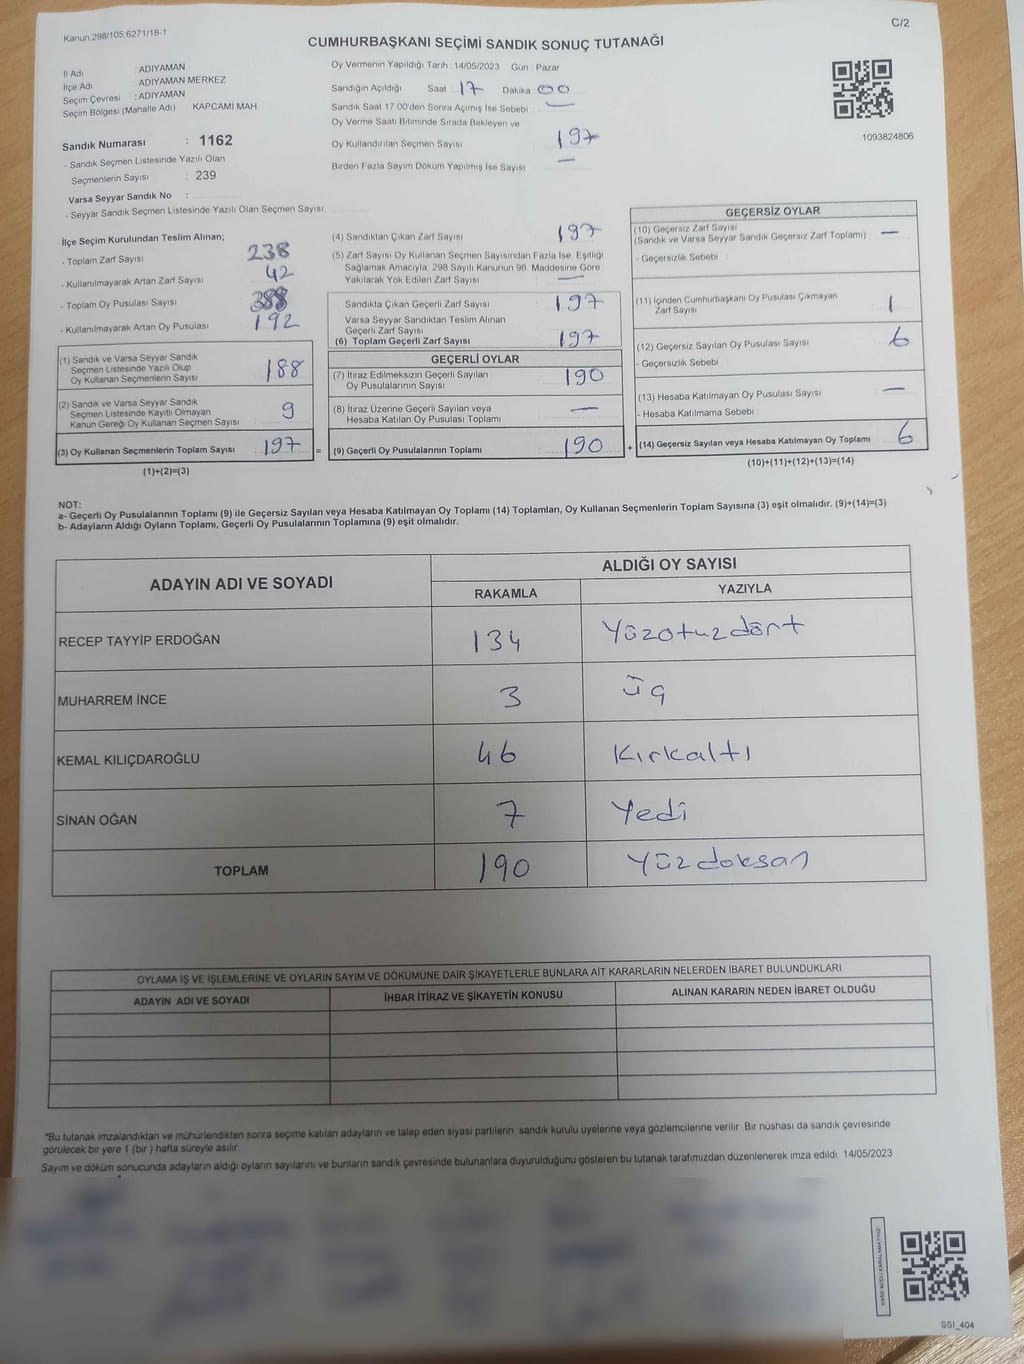 C/2
Kanun.298/105,6271/18-1
CUMHURBAŞKANI SEÇİMİ SANDIK SONUÇ TUTANAĞI
İl Adı : ADIYAMAN
İlçe Adı : ADIYAMAN MERKEZ
Seçim Çevresi : ADIYAMAN
Seçim Bölgesi (Mahalle Adı) KAPCAMİ MAH
Sandık Numarası : 1162
- Sandık Seçmen Listesinde Yazılı Olan
Seçmenlerin Sayısı : 239
Varsa Seyyar Sandık No :
- Seyyar Sandık Seçmen Listesinde Yazılı Olan Seçmen Sayısı:
Oy Vermenin Yapıldığı Tarih :14/05/2023 Gün : Pazar
Sandığın Açıldığı Saat 17 Dakika 00
Sandık Saat 17:00'den Sonra Açımış İse Sebebi —
Oy Verme Saati Bitiminde Sırada Bekleyen ve
Oy Kullandırılan Seçmen Sayısı 197
Birden Fazla Sayım Döküm Yapılmış İse Sayısı —
1093824806
İlçe Seçim Kurulundan Teslim Alınan;
- Toplam Zarf Sayısı 238
- Kullanılmayarak Artan Zarf Sayısı 42
- Toplam Oy Pusulası Sayısı
- Kullanılmayarak Artan Oy Pusulası 192
(1) Sandık ve Varsa Seyyar Sandık
Seçmen Listesinde Yazılı Olup
Oy Kullanan Seçmenlerin Sayısı 188
(2) Sandık ve Varsa Seyyar Sandık
Seçmen Listesinde Kayıtlı Olmayan
Kanun Gereği Oy Kullanan Seçmen Sayısı 9
(3) Oy Kullanan Seçmenlerin Toplam Sayısı 197 =
(1)+(2)=(3)
(4) Sandıktan Çıkan Zarf Sayısı 197
(5) Zarf Sayısı Oy Kullanan Seçmen Sayısından Fazla İse, Eşitliği
Sağlamak Amacıyla; 298 Sayılı Kanunun 98. Maddesine Göre
Yakılarak Yok Edilen Zarf Sayısı —
Sandıkta Çıkan Geçerli Zarf Sayısı 197
Varsa Seyyar Sandıktan Teslim Alınan
Geçerli Zarf Sayısı
(6) Toplam Geçerli Zarf Sayısı 197
GEÇERLİ OYLAR
(7) İtiraz Edilmeksizin Geçerli Sayılan
Oy Pusulalarının Sayısı 190
(8) İtiraz Üzerine Geçerli Sayılan veya
Hesaba Katılan Oy Pusulası Toplamı —
(9) Geçerli Oy Pusulalarının Toplamı 190 +
GEÇERSİZ OYLAR
(10) Geçersiz Zarf Sayısı —
(Sandık ve Varsa Seyyar Sandık Geçersiz Zarf Toplamı)
- Geçersizlik Sebebi :
(11) İçinden Cumhurbaşkanı Oy Pusulası Çıkmayan
Zarf Sayısı 1
(12) Geçersiz Sayılan Oy Pusulası Sayısı 6
- Geçersizlik Sebebi
(13) Hesaba Katılmayan Oy Pusulası Sayısı —
- Hesaba Katılmama Sebebi
(14) Geçersiz Sayılan veya Hesaba Katılmayan Oy Toplamı 6
(10)+(11)+(12)+(13)=(14)
NOT:
a- Geçerli Oy Pusulalarının Toplamı (9) ile Geçersiz Sayılan veya Hesaba Katılmayan Oy Toplamı (14) Toplamları, Oy Kullanan Seçmenlerin Toplam Sayısına (3) eşit olmalıdır. (9)+(14)=(3)
b- Adayların Aldığı Oyların Toplamı, Geçerli Oy Pusulalarının Toplamına (9) eşit olmalıdır.
ADAYIN ADI VE SOYADI
ALDIĞI OY SAYISI
RAKAMLA YAZIYLA
RECEP TAYYİP ERDOĞAN 134 Yüzotuzdört
MUHARREM İNCE 3 Üç
KEMAL KILIÇDAROĞLU 46 Kırkaltı
SİNAN OĞAN 7 Yedi
TOPLAM 190 Yüzdoksan
OYLAMA İŞ VE İŞLEMLERİNE VE OYLARIN SAYIM VE DÖKÜMÜNE DAİR ŞİKAYETLERLE BUNLARA AİT KARARLARIN NELERDEN İBARET BULUNDUKLARI
ADAYIN ADI VE SOYADI İHBAR İTİRAZ VE ŞİKAYETİN KONUSU ALINAN KARARIN NEDEN İBARET OLDUĞU
*Bu tutanak imzalandıktan ve mühürlendikten sonra seçime katılan adayların ve talep eden siyasi partilerin sandık kurulu üyelerine veya gözlemcilerine verilir. Bir nüshası da sandık çevresinde
görülecek bir yere 1 (bir) hafta süreyle asılır.
Sayım ve döküm sonucunda adayların aldığı oyların sayılarını ve bunların sandık çevresinde bulunanlara duyurulduğunu gösteren bu tutanak tarafımızdan düzenlenerek imza edildi. 14/05/2023
KARE KODU KARALAMAYINIZ
SSI_404